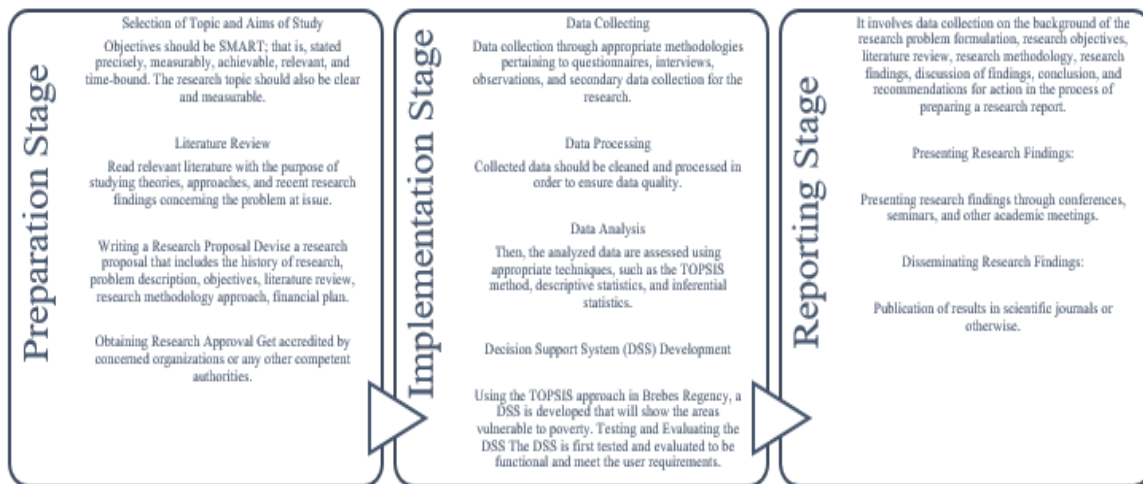 Preparation Stage
Selection of Topic and Aims of Study
Objectives should be SMART; that is, stated
precisely, measurably, achievable, relevant, and
time-bound. The research topic should also be clear
and measurable.
Literature Review
Read relevant literature with the purpose of
studying theories, approaches, and recent research
findings concerning the problem at issue.
Writing a Research Proposal Devise a research
proposal that includes the history of research,
problem description, objectives, literature review,
research methodology approach, financial plan.
Obtaining Research Approval Get accredited by
concerned organizations or any other competent
authorities.
Implementation Stage
Data Collecting
Data collection through appropriate methodologies
pertaining to questionnaires, interviews,
observations, and secondary data collection for the
research.
Data Processing
Collected data should be cleaned and processed in
order to ensure data quality.
Data Analysis
Then, the analyzed data are assessed using
appropriate techniques, such as the TOPSIS
method, descriptive statistics, and inferential
statistics.
Decision Support System (DSS) Development
Using the TOPSIS approach in Brebes Regency, a
DSS is developed that will show the areas
vulnerable to poverty. Testing and Evaluating the
DSS The DSS is first tested and evaluated to be
functional and meet the user requirements.
Reporting Stage
It involves data collection on the background of the
research problem formulation, research objectives,
literature review, research methodology, research
findings, discussion of findings, conclusion, and
recommendations for action in the process of
preparing a research report.
Presenting Research Findings:
Presenting research findings through conferences,
seminars, and other academic meetings.
Disseminating Research Findings:
Publication of results in scientific journals or
otherwise.